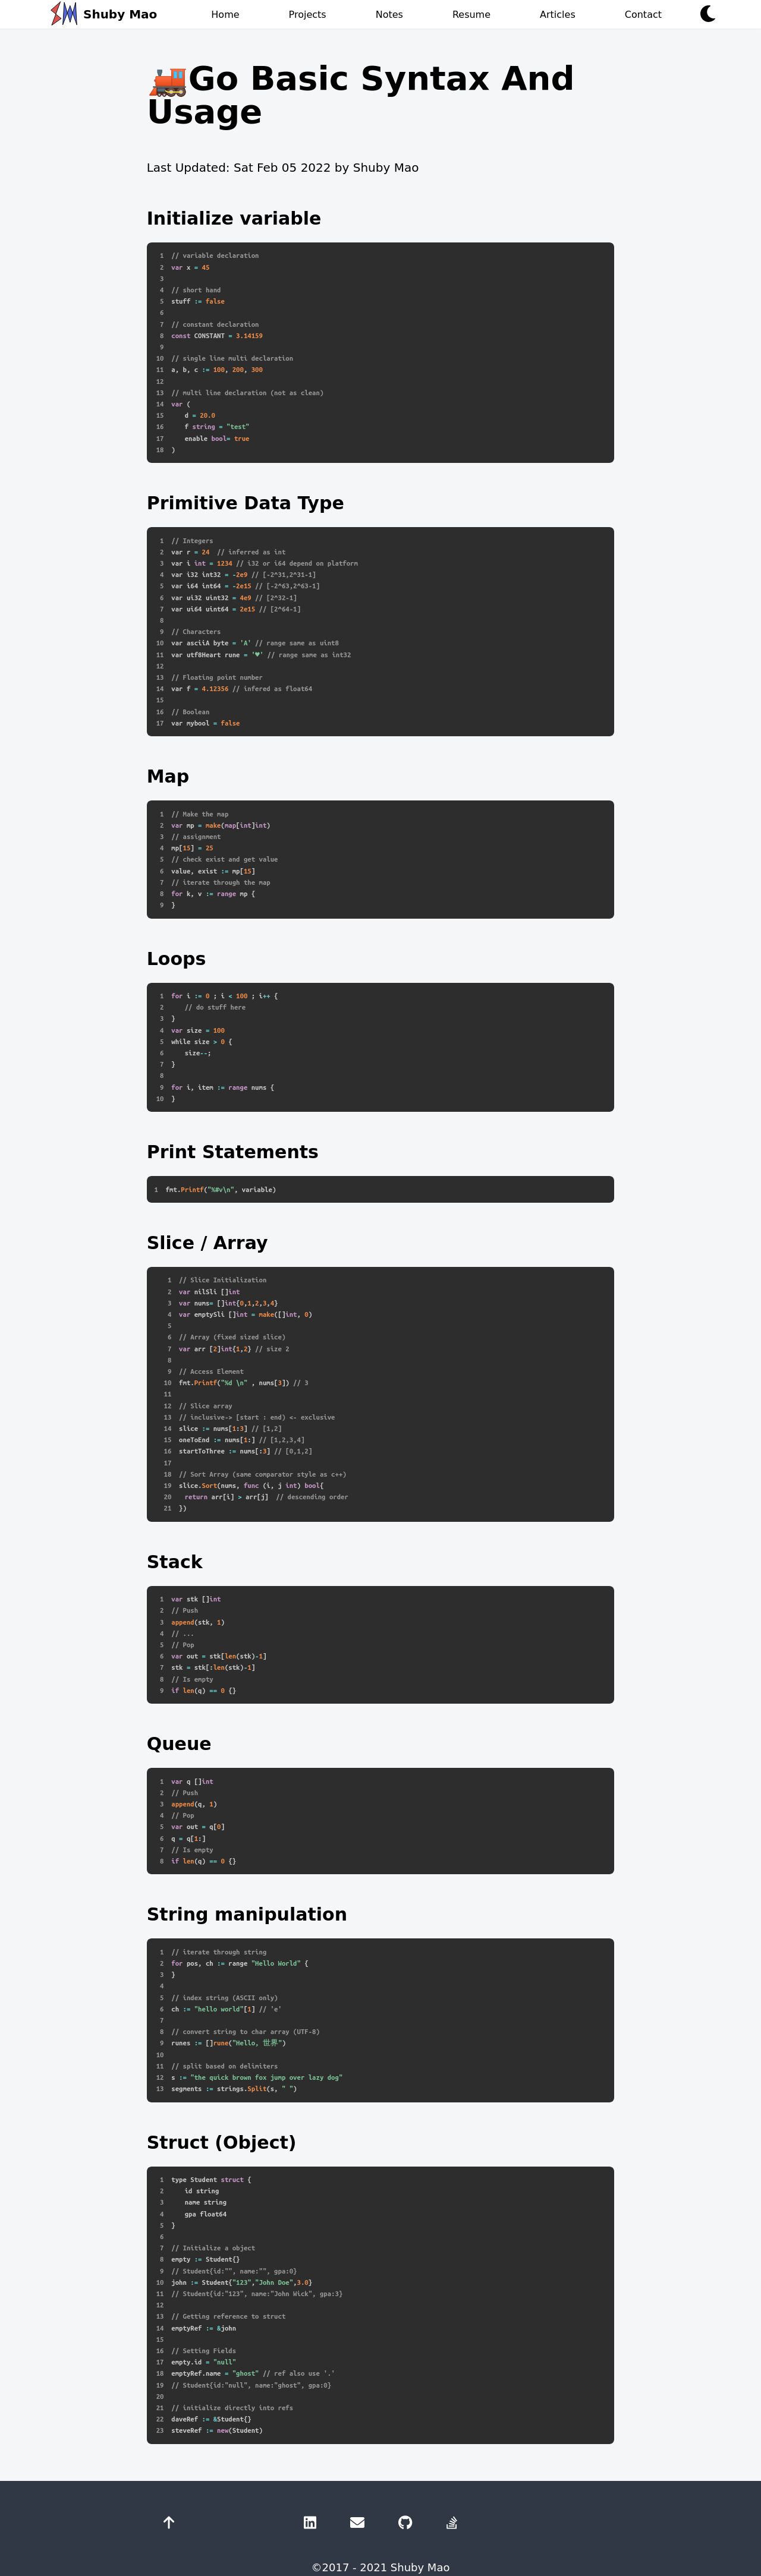 Shuby Mao
Home
Projects
Notes
Resume
Articles
Contact
🚂Go Basic Syntax And
Usage
Last Updated: Sat Feb 05 2022 by Shuby Mao
Initialize variable
1 // variable declaration
2 var x = 45
3
4 // short hand
5 stuff := false
6
7 // constant declaration
8 const CONSTANT = 3.14159
9
10 // single line multi declaration
11 a, b, c := 100, 200, 300
12
13 // multi line declaration (not as clean)
14 var (
15 d = 20.0
16 f string = "test"
17 enable bool= true
18 )
Primitive Data Type
1 // Integers
2 var r = 24 // inferred as int
3 var i int = 1234 // i32 or i64 depend on platform
4 var i32 int32 = -2e9 // [-2^31,2^31-1]
5 var i64 int64 = -2e15 // [-2^63,2^63-1]
6 var ui32 uint32 = 4e9 // [2^32-1]
7 var ui64 uint64 = 2e15 // [2^64-1]
8
9 // Characters
10 var asciiA byte = 'A' // range same as uint8
11 var utf8Heart rune = '♥' // range same as int32
12
13 // Floating point number
14 var f = 4.12356 // infered as float64
15
16 // Boolean
17 var mybool = false
Map
1 // Make the map
2 var mp = make(map[int]int)
3 // assignment
4 mp[15] = 25
5 // check exist and get value
6 value, exist := mp[15]
7 // iterate through the map
8 for k, v := range mp {
9 }
Loops
1 for i := 0 ; i < 100 ; i++ {
2 // do stuff here
3 }
4 var size = 100
5 while size > 0 {
6 size--;
7 }
8
9 for i, item := range nums {
10 }
Print Statements
1 fmt.Printf("%#v\n", variable)
Slice / Array
1 // Slice Initialization
2 var nilSli []int
3 var nums= []int{0,1,2,3,4}
4 var emptySli []int = make([]int, 0)
5
6 // Array (fixed sized slice)
7 var arr [2]int{1,2} // size 2
8
9 // Access Element
10 fmt.Printf("%d \n" , nums[3]) // 3
11
12 // Slice array
13 // inclusive-> [start : end) <- exclusive
14 slice := nums[1:3] // [1,2]
15 oneToEnd := nums[1:] // [1,2,3,4]
16 startToThree := nums[:3] // [0,1,2]
17
18 // Sort Array (same comparator style as c++)
19 slice.Sort(nums, func (i, j int) bool{
20 return arr[i] > arr[j] // descending order
21 })
Stack
1 var stk []int
2 // Push
3 append(stk, 1)
4 // ...
5 // Pop
6 var out = stk[len(stk)-1]
7 stk = stk[:len(stk)-1]
8 // Is empty
9 if len(q) == 0 {}
Queue
1 var q []int
2 // Push
3 append(q, 1)
4 // Pop
5 var out = q[0]
6 q = q[1:]
7 // Is empty
8 if len(q) == 0 {}
String manipulation
1 // iterate through string
2 for pos, ch := range "Hello World" {
3 }
4
5 // index string (ASCII only)
6 ch := "hello world"[1] // 'e'
7
8 // convert string to char array (UTF-8)
9 runes := []rune("Hello, 世界")
10
11 // split based on delimiters
12 s := "the quick brown fox jump over lazy dog"
13 segments := strings.Split(s, " ")
Struct (Object)
1 type Student struct {
2 id string
3 name string
4 gpa float64
5 }
6
7 // Initialize a object
8 empty := Student{}
9 // Student{id:"", name:"", gpa:0}
10 john := Student{"123","John Doe",3.0}
11 // Student{id:"123", name:"John Wick", gpa:3}
12
13 // Getting reference to struct
14 emptyRef := &john
15
16 // Setting Fields
17 empty.id = "null"
18 emptyRef.name = "ghost" // ref also use '.'
19 // Student{id:"null", name:"ghost", gpa:0}
20
21 // initialize directly into refs
22 daveRef := &Student{}
23 steveRef := new(Student)
©2017 - 2021 Shuby Mao